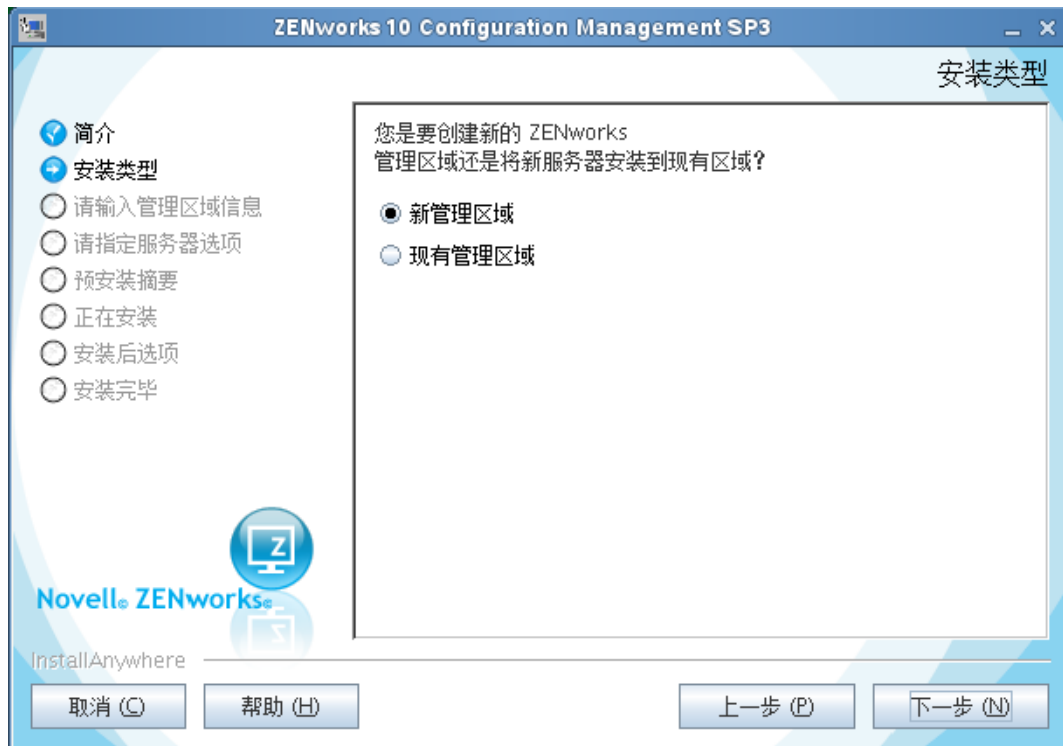 ZENworks 10 Configuration Management SP3
安装类型
简介
安装类型
请输入管理区域信息
请指定服务器选项
预安装摘要
正在安装
安装后选项
安装完毕
您是要创建新的 ZENworks
管理区域还是将新服务器安装到现有区域?
新管理区域
现有管理区域
Z
Novell® ZENworks®
InstallAnywhere
取消 (C)
帮助 (H)
上一步 (P)
下一步 (N)